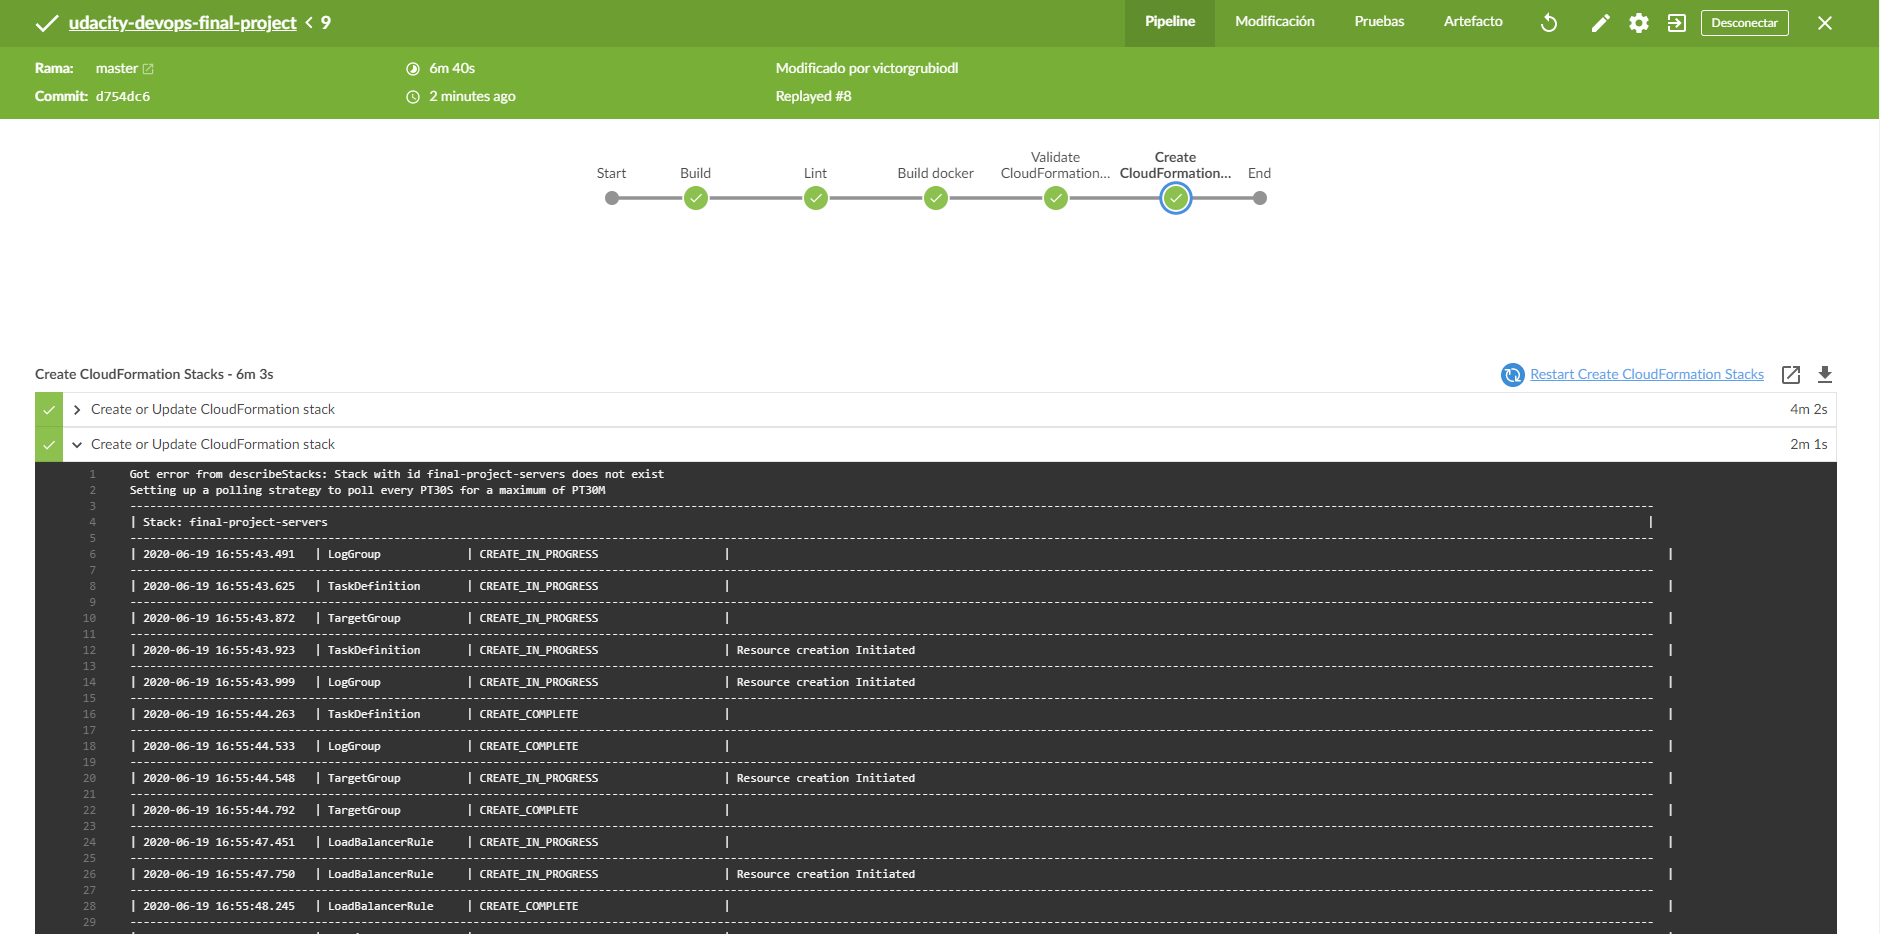 udacity-devops-final-project < 9
Pipeline Modificación Pruebas Artefacto Desconectar
Rama: master 6m 40s Modificado por victorgrubiodl
Commit: d754dc6 2 minutes ago Replayed #8
Start Build Lint Build docker Validate CloudFormation... Create CloudFormation... End
Create CloudFormation Stacks - 6m 3s Restart Create CloudFormation Stacks
Create or Update CloudFormation stack 4m 2s
Create or Update CloudFormation stack 2m 1s
1 Got error from describeStacks: Stack with id final-project-servers does not exist
2 Setting up a polling strategy to poll every PT30S for a maximum of PT30M
3 --------------------------------
4 | Stack: final-project-servers |
5 --------------------------------
6 | 2020-06-19 16:55:43.491 | LogGroup | CREATE_IN_PROGRESS | |
7 --------------------------------
8 | 2020-06-19 16:55:43.625 | TaskDefinition | CREATE_IN_PROGRESS | |
9 --------------------------------
10 | 2020-06-19 16:55:43.872 | TargetGroup | CREATE_IN_PROGRESS | |
11 --------------------------------
12 | 2020-06-19 16:55:43.923 | TaskDefinition | CREATE_IN_PROGRESS | Resource creation Initiated |
13 --------------------------------
14 | 2020-06-19 16:55:43.999 | LogGroup | CREATE_IN_PROGRESS | Resource creation Initiated |
15 --------------------------------
16 | 2020-06-19 16:55:44.263 | TaskDefinition | CREATE_COMPLETE | |
17 --------------------------------
18 | 2020-06-19 16:55:44.533 | LogGroup | CREATE_COMPLETE | |
19 --------------------------------
20 | 2020-06-19 16:55:44.548 | TargetGroup | CREATE_IN_PROGRESS | Resource creation Initiated |
21 --------------------------------
22 | 2020-06-19 16:55:44.792 | TargetGroup | CREATE_COMPLETE | |
23 --------------------------------
24 | 2020-06-19 16:55:47.451 | LoadBalancerRule | CREATE_IN_PROGRESS | |
25 --------------------------------
26 | 2020-06-19 16:55:47.750 | LoadBalancerRule | CREATE_IN_PROGRESS | Resource creation Initiated |
27 --------------------------------
28 | 2020-06-19 16:55:48.245 | LoadBalancerRule | CREATE_COMPLETE | |
29 --------------------------------